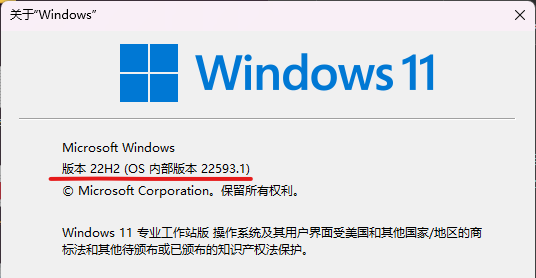 关于“Windows”
Windows 11
Microsoft Windows
版本 22H2 (OS 内部版本 22593.1)
© Microsoft Corporation。保留所有权利。
Windows 11 专业工作站版 操作系统及其用户界面受美国和其他国家/地区的商
标法和其他待颁布或已颁布的知识产权法保护。